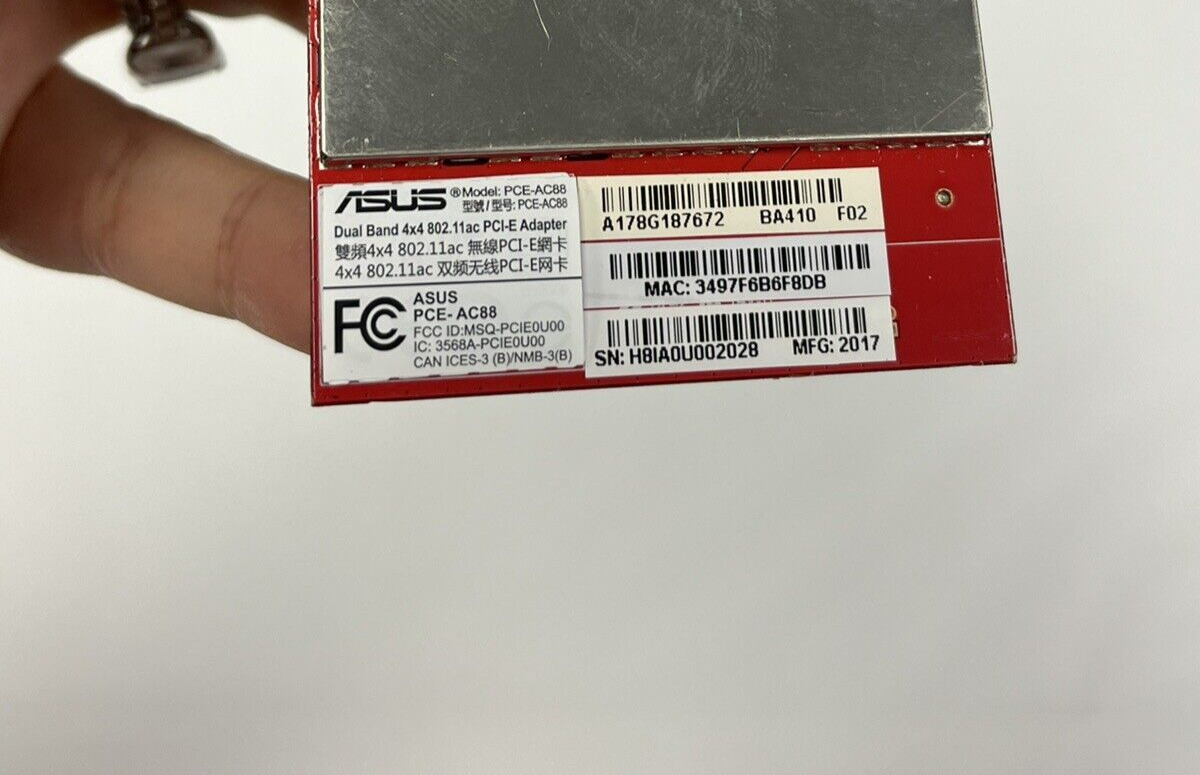 ASUS ® Model: PCE-AC88
型號/型号: PCE-AC88
Dual Band 4x4 802.11ac PCI-E Adapter
雙頻4x4 802.11ac 無線PCI-E網卡
4x4 802.11ac 双频无线PCI-E网卡
FC
ASUS
PCE- AC88
FCC ID:MSQ-PCIE0U00
IC: 3568A-PCIE0U00
CAN ICES-3 (B)/NMB-3(B)
A178G187672 BA410 F02
MAC: 3497F6B6F8DB
SN: H8IA0U002028 MFG: 2017